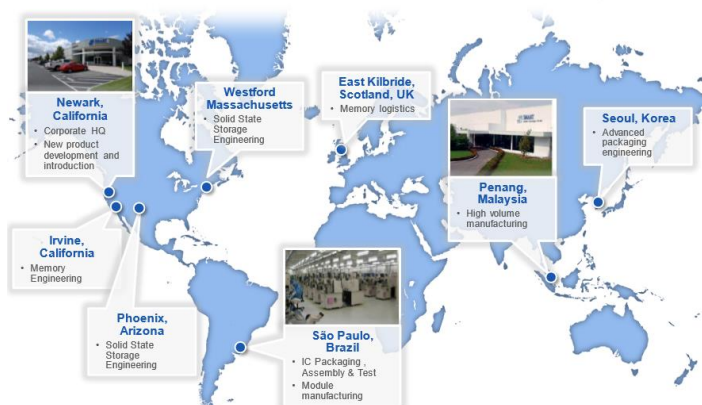 Newark,
California
• Corporate HQ
• New product
development and
introduction
Westford
Massachusetts
• Solid State
Storage
Engineering
East Kilbride,
Scotland, UK
• Memory logistics
Penang,
Malaysia
• High volume
manufacturing
Seoul, Korea
• Advanced
packaging
engineering
Irvine,
California
• Memory
Engineering
Phoenix,
Arizona
• Solid State
Storage
Engineering
São Paulo,
Brazil
• IC Packaging ,
Assembly & Test
• Module
manufacturing